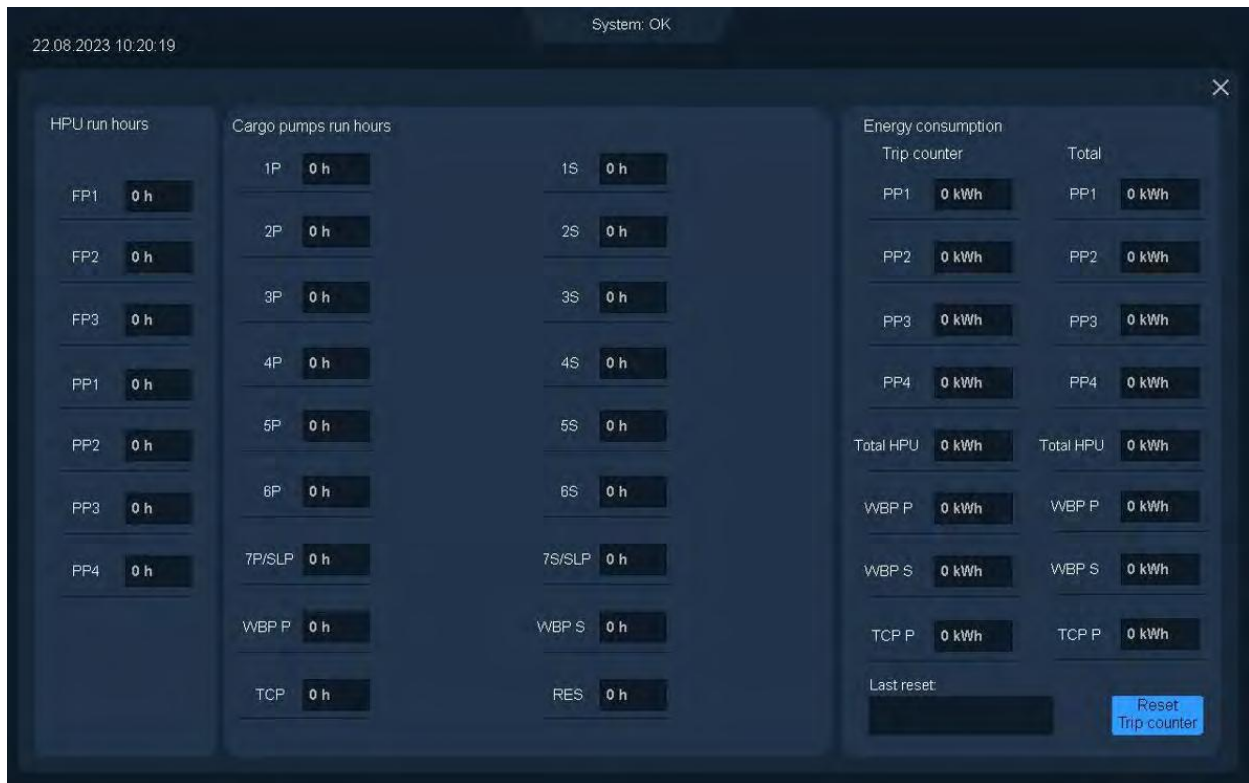 System: OK
22.08.2023 10:20:19
HPU run hours
FP1 0 h
FP2 0 h
FP3 0 h
PP1 0 h
PP2 0 h
PP3 0 h
PP4 0 h
Cargo pumps run hours
1P 0 h 1S 0 h
2P 0 h 2S 0 h
3P 0 h 3S 0 h
4P 0 h 4S 0 h
5P 0 h 5S 0 h
6P 0 h 6S 0 h
7P/SLP 0 h 7S/SLP 0 h
WBP P 0 h WBP S 0 h
TCP 0 h RES 0 h
Energy consumption
Trip counter Total
PP1 0 kWh PP1 0 kWh
PP2 0 kWh PP2 0 kWh
PP3 0 kWh PP3 0 kWh
PP4 0 kWh PP4 0 kWh
Total HPU 0 kWh Total HPU 0 kWh
WBP P 0 kWh WBP P 0 kWh
WBP S 0 kWh WBP S 0 kWh
TCP P 0 kWh TCP P 0 kWh
Last reset:
Reset
Trip counter